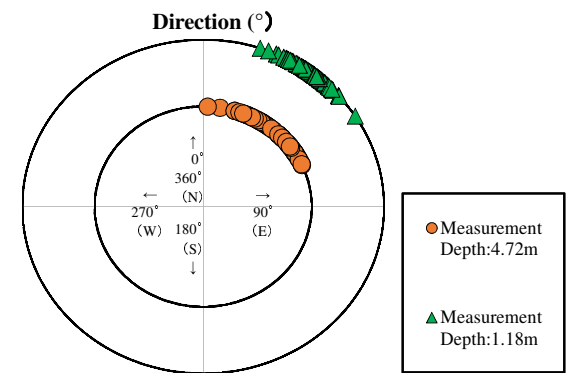 Direction (°)
↑
0°
360°
(N)
← →
270° 90°
(W) 180° (E)
(S)
↓
Measurement
Depth:4.72m
Measurement
Depth:1.18m